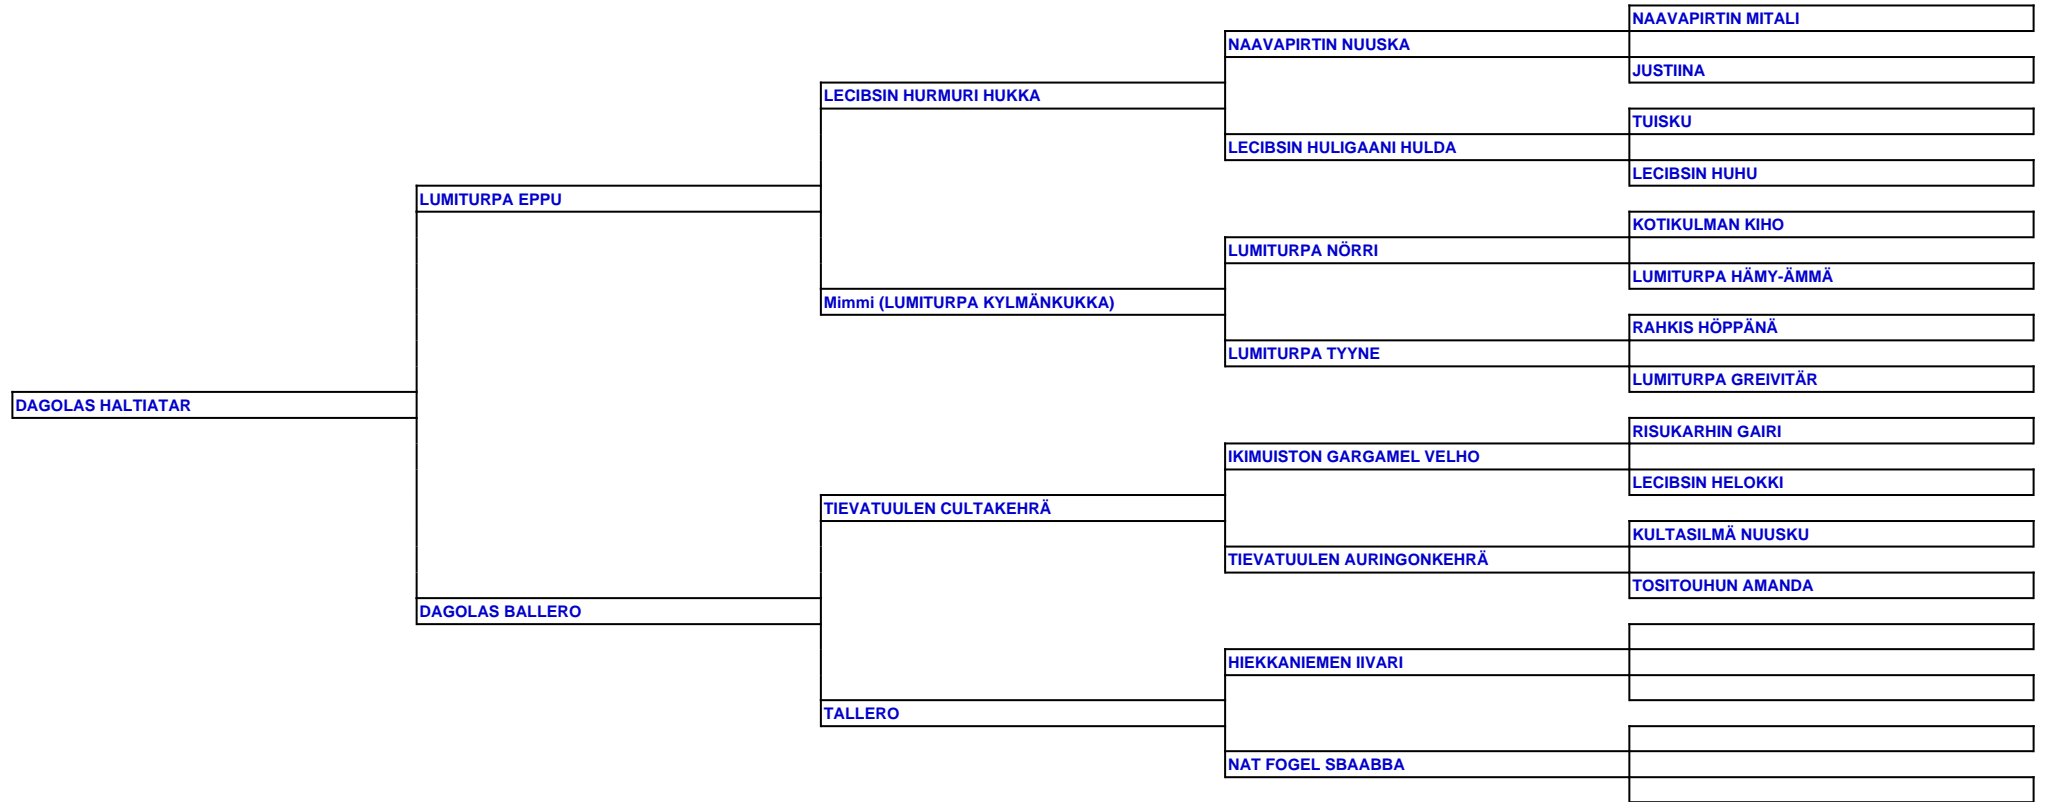 NAAVAPIRTIN MITALI
NAAVAPIRTIN NUUSKA
JUSTIINA
LECIBSIN HURMURI HUKKA
TUISKU
LECIBSIN HULIGAANI HULDA
LECIBSIN HUHU
LUMITURPA EPPU
KOTIKULMAN KIHO
LUMITURPA NÖRRI
LUMITURPA HÄMY-ÄMMÄ
Mimmi (LUMITURPA KYLMÄNKUKKA)
RAHKIS HÖPPÄNÄ
LUMITURPA TYYNE
LUMITURPA GREIVITÄR
DAGOLAS HALTIATAR
RISUKARHIN GAIRI
IKIMUISTON GARGAMEL VELHO
LECIBSIN HELOKKI
TIEVATUULEN CULTAKEHRÄ
KULTASILMÄ NUUSKU
TIEVATUULEN AURINGONKEHRÄ
TOSITOUHUN AMANDA
DAGOLAS BALLERO
HIEKKANIEMEN IIVARI
TALLERO
NAT FOGEL SBAABBA